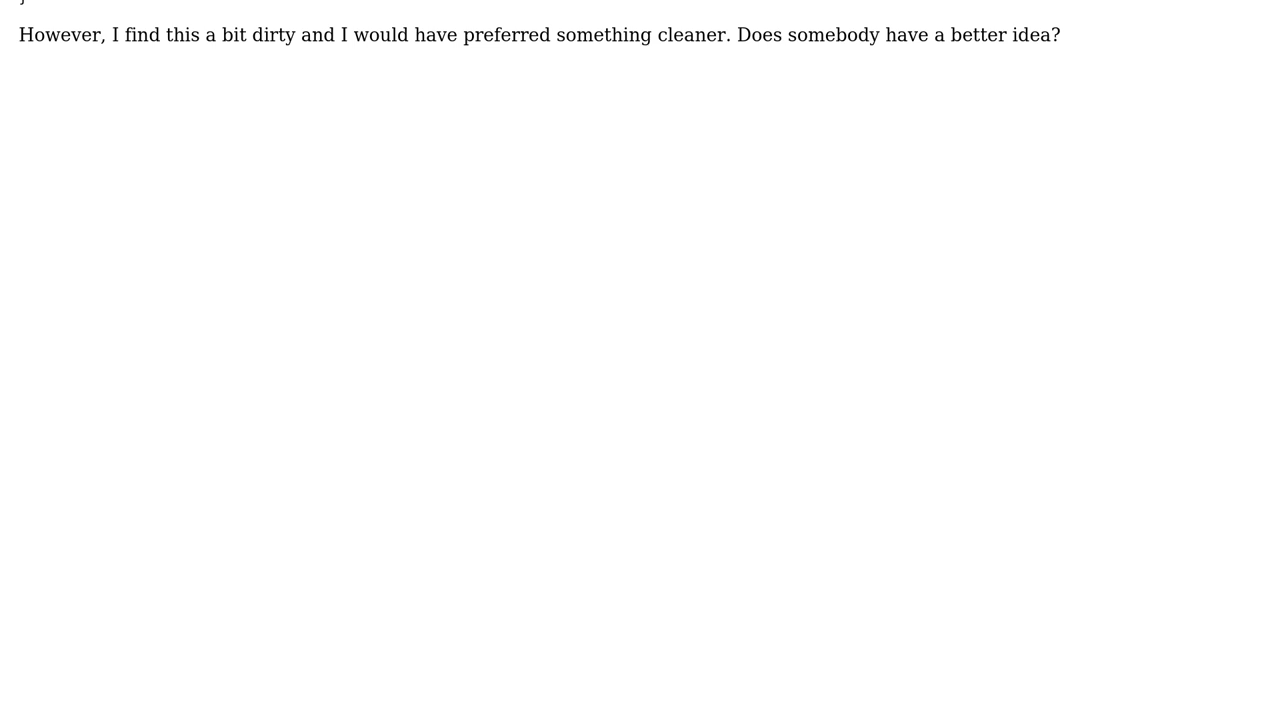 However, I find this a bit dirty and I would have preferred something cleaner. Does somebody have a better idea?